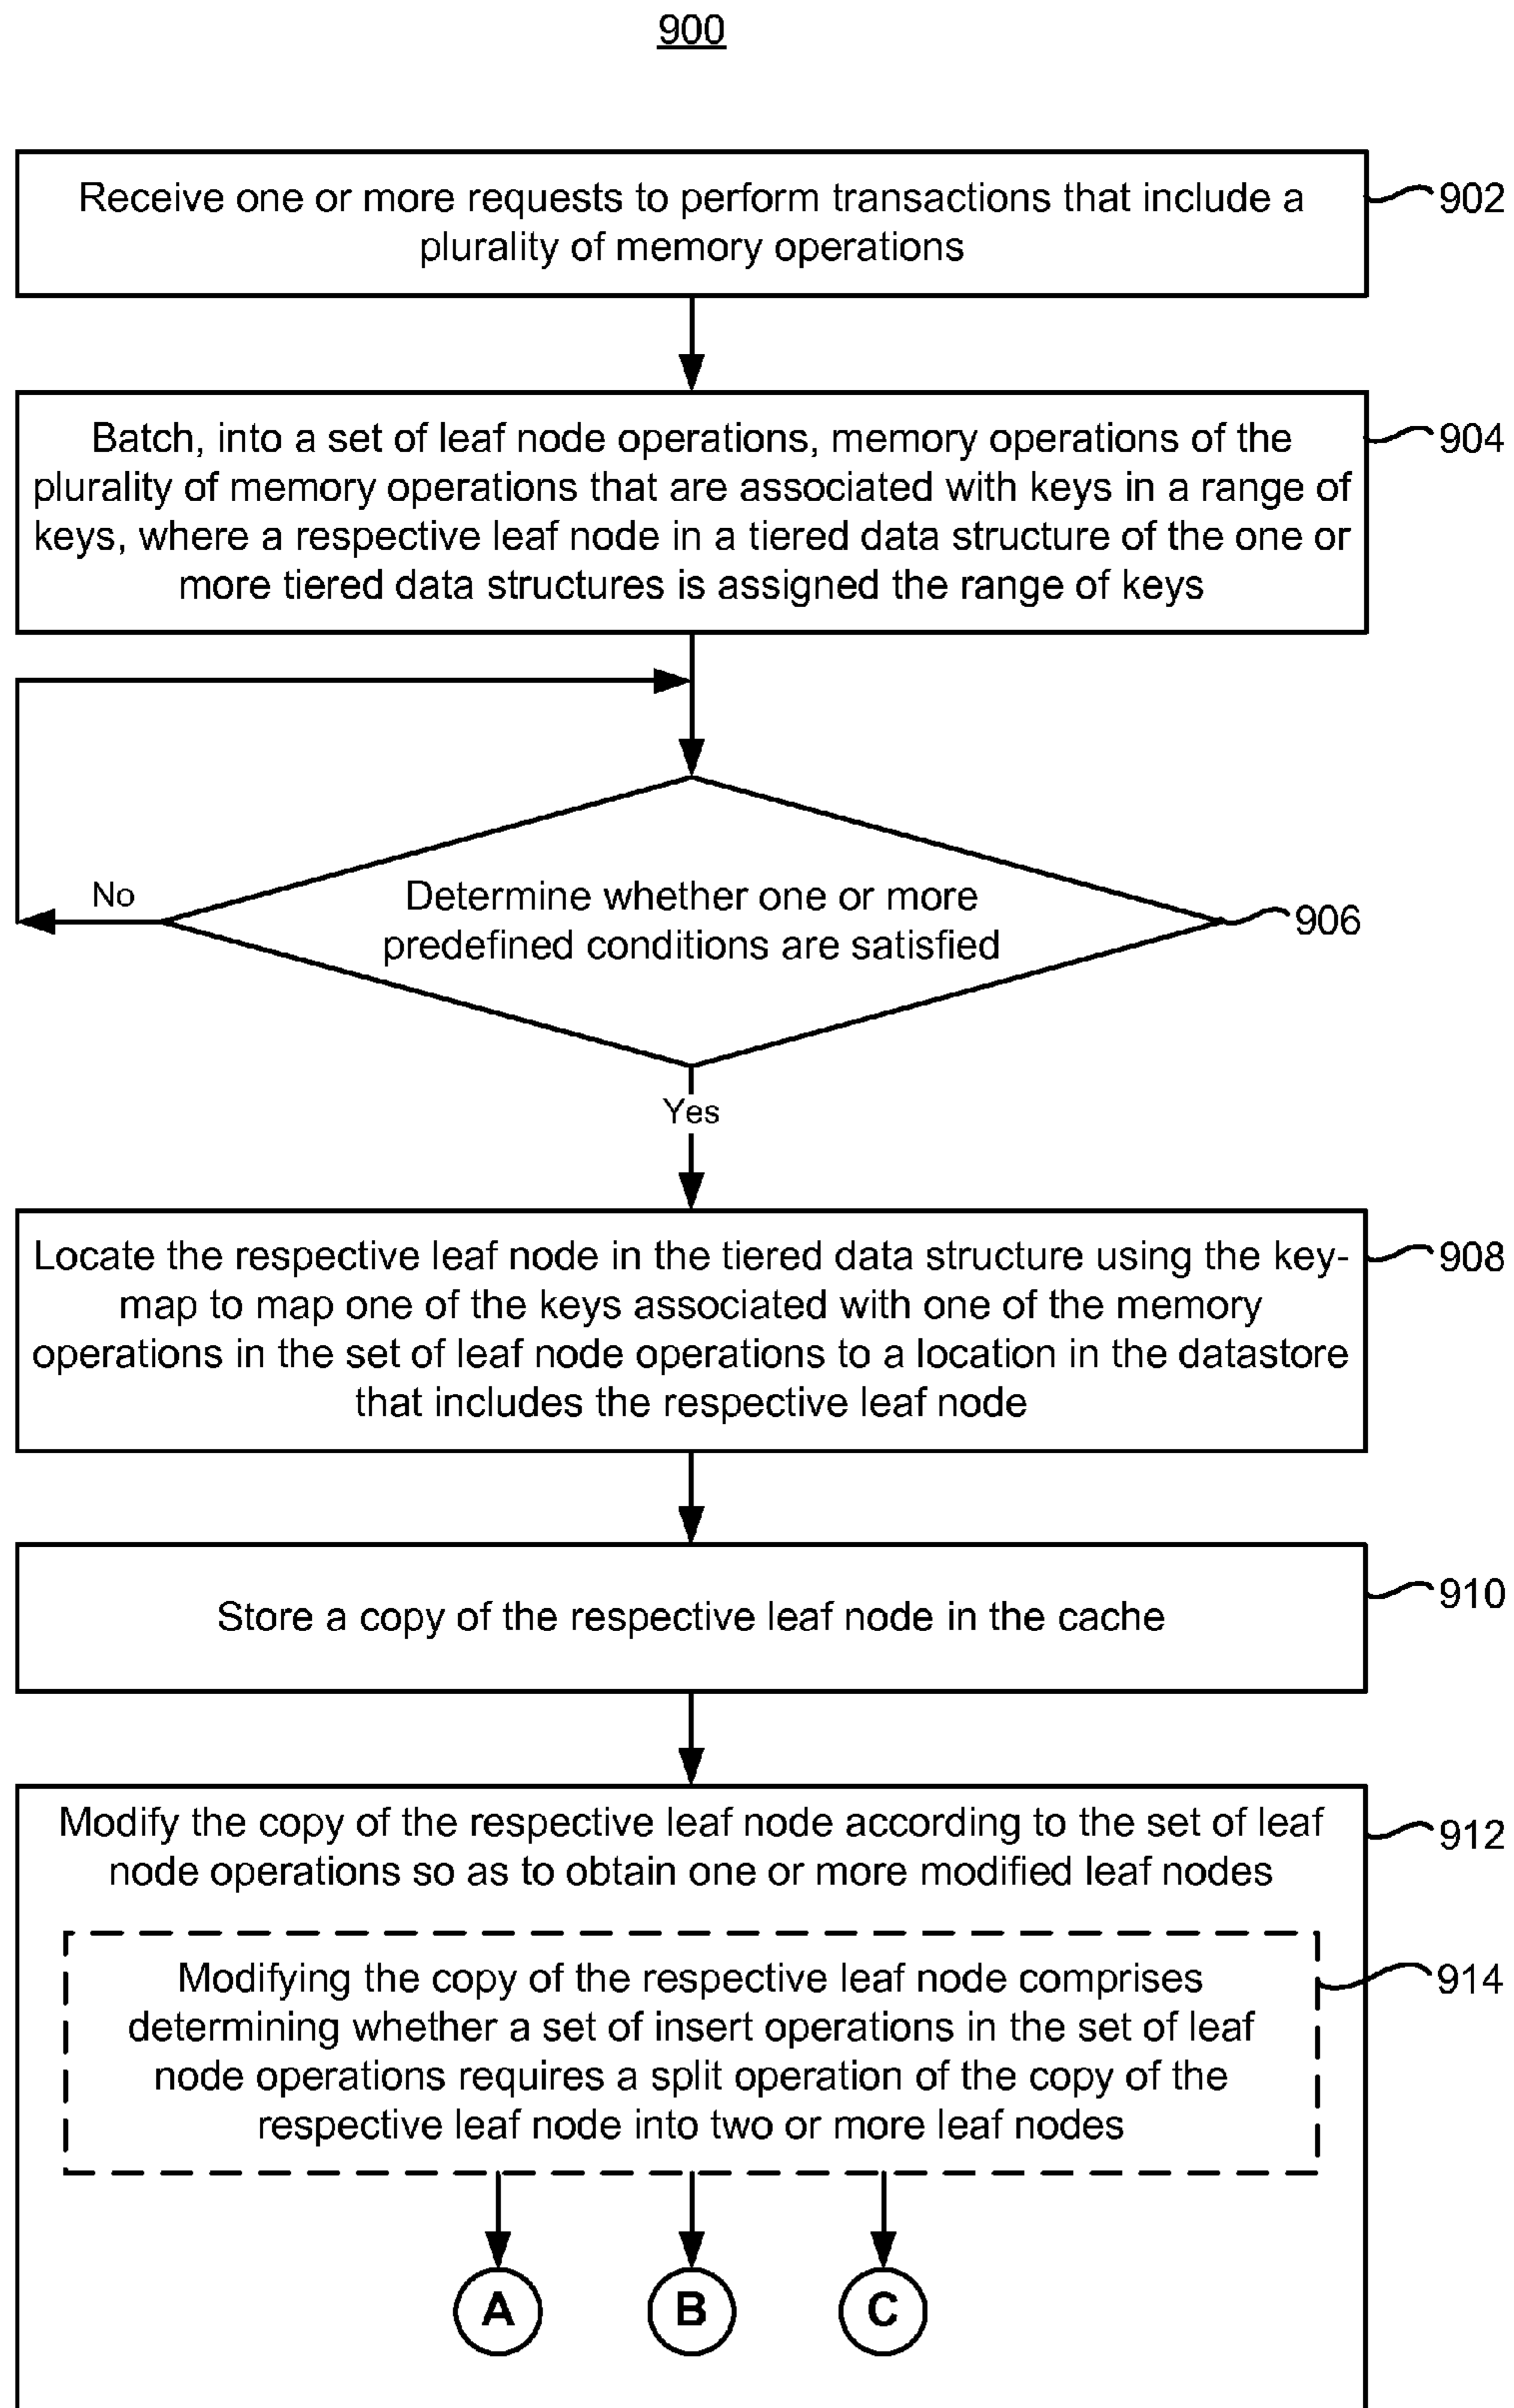 900
Receive one or more requests to perform transactions that include a
plurality of memory operations
902
Batch, into a set of leaf node operations, memory operations of the
plurality of memory operations that are associated with keys in a range of
keys, where a respective leaf node in a tiered data structure of the one or
more tiered data structures is assigned the range of keys
904
No
Determine whether one or more
predefined conditions are satisfied
906
Yes
Locate the respective leaf node in the tiered data structure using the key-
map to map one of the keys associated with one of the memory
operations in the set of leaf node operations to a location in the datastore
that includes the respective leaf node
908
Store a copy of the respective leaf node in the cache
910
Modify the copy of the respective leaf node according to the set of leaf
node operations so as to obtain one or more modified leaf nodes
912
Modifying the copy of the respective leaf node comprises
determining whether a set of insert operations in the set of leaf
node operations requires a split operation of the copy of the
respective leaf node into two or more leaf nodes
914
A
B
C